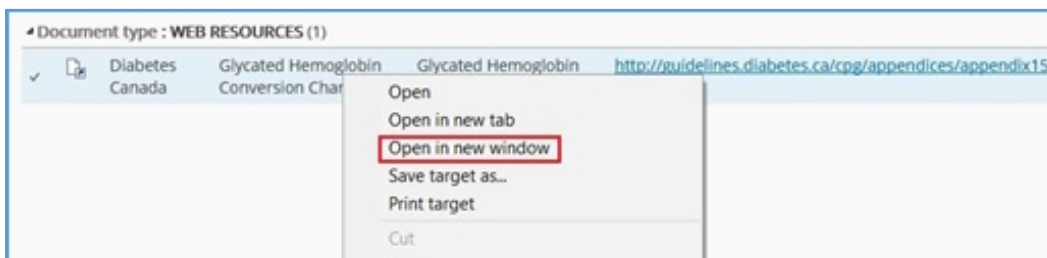 Document type : WEB RESOURCES (1)
Diabetes Glycated Hemoglobin Glycated Hemoglobin http://guidelines.diabetes.ca/cpg/appendices/appendix15
Canada Conversion Char
Open
Open in new tab
Open in new window
Save target as...
Print target
Cut